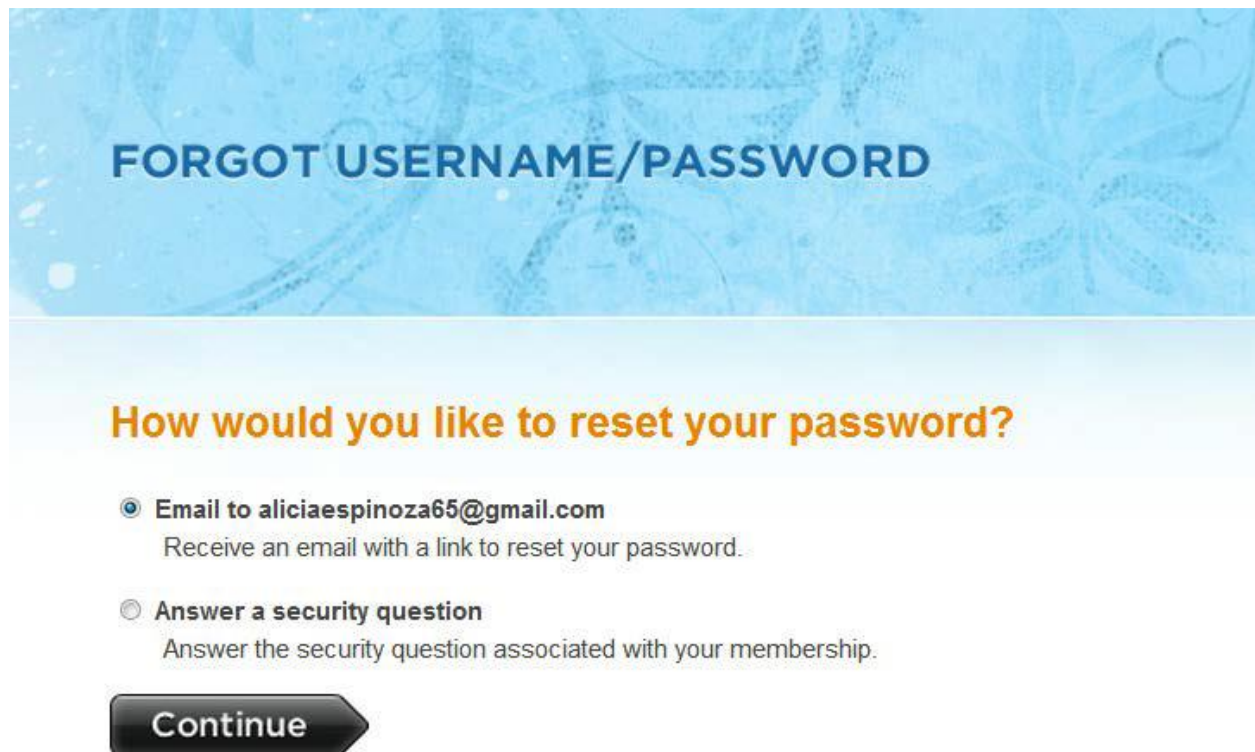 FORGOT USERNAME/PASSWORD
How would you like to reset your password?
Email to aliciaespinoza65@gmail.com
Receive an email with a link to reset your password.
Answer a security question
Answer the security question associated with your membership.
Continue